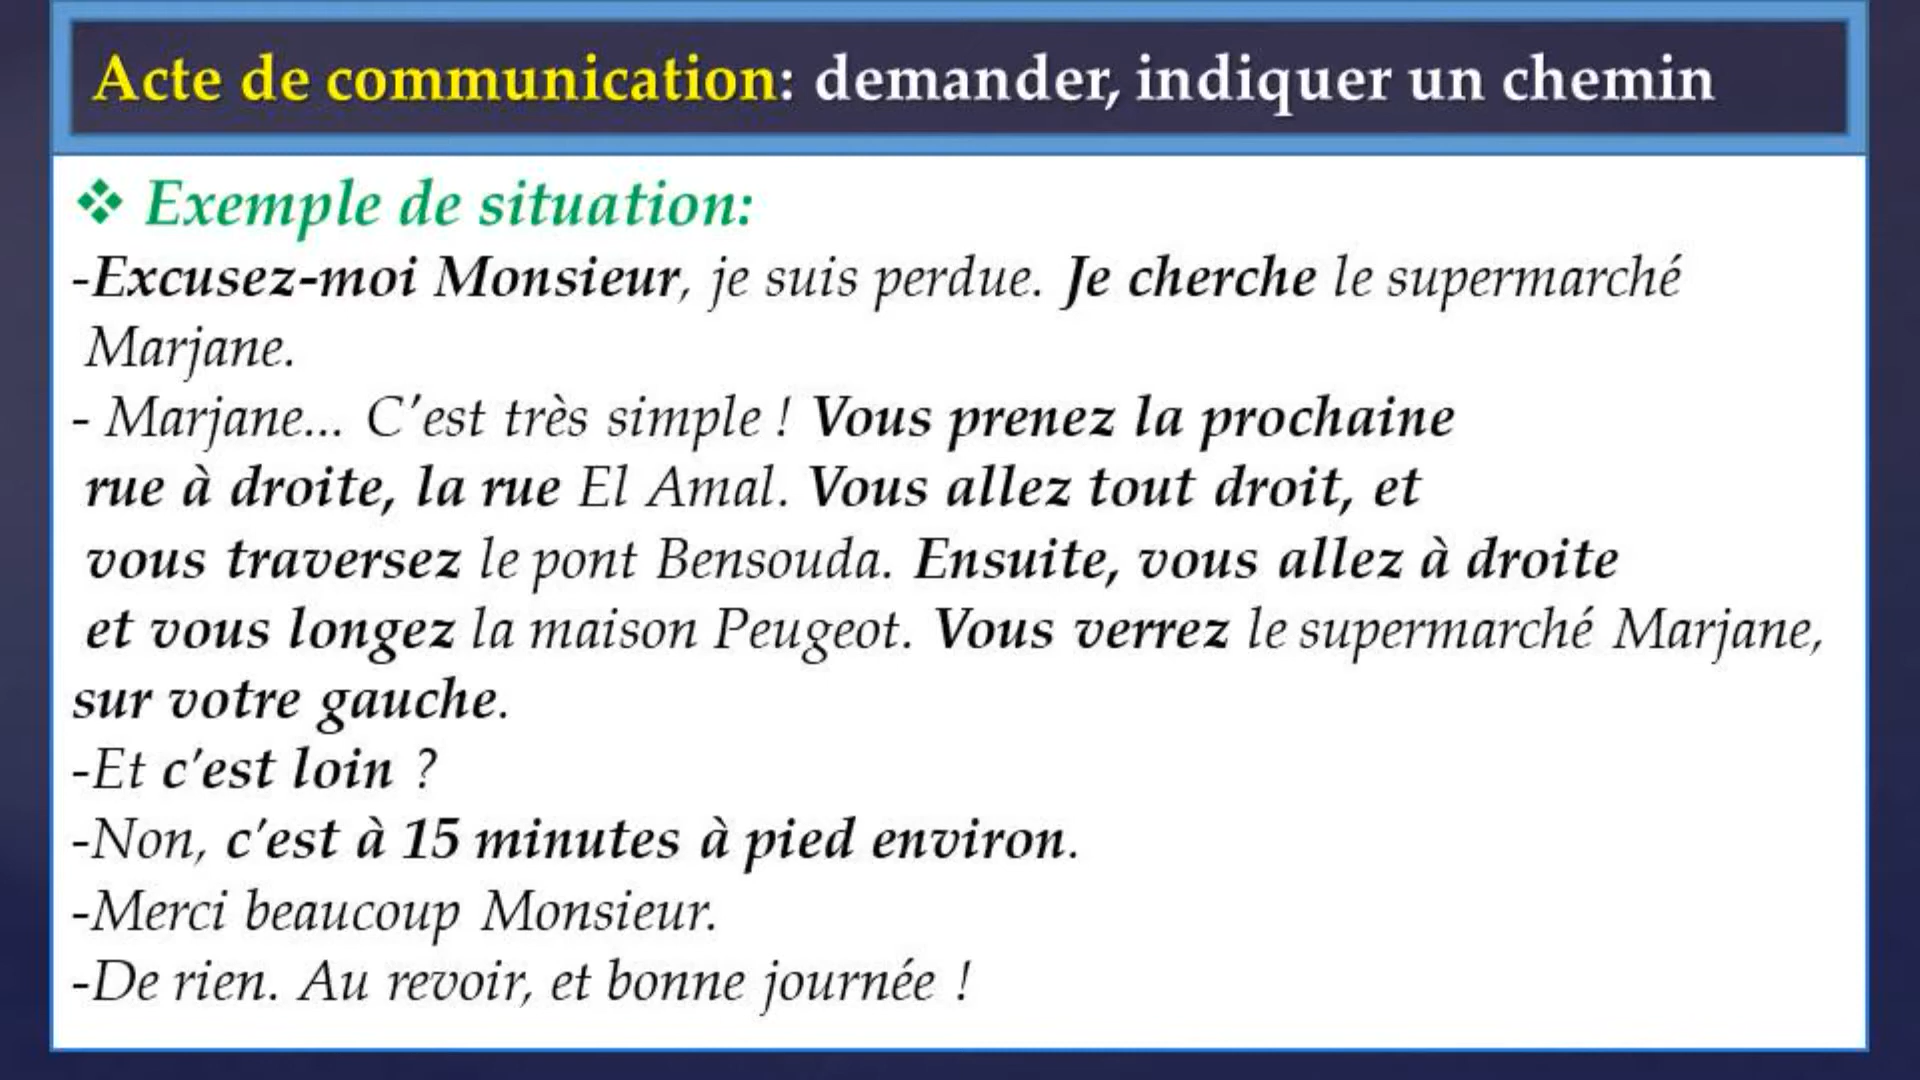 Acte de communication: demander, indiquer un chemin
❖ Exemple de situation:
-Excusez-moi Monsieur, je suis perdue. Je cherche le supermarché
Marjane.
- Marjane... C'est très simple ! Vous prenez la prochaine
rue à droite, la rue El Amal. Vous allez tout droit, et
vous traversez le pont Bensouda. Ensuite, vous allez à droite
et vous longez la maison Peugeot. Vous verrez le supermarché Marjane,
sur votre gauche.
-Et c'est loin ?
-Non, c'est à 15 minutes à pied environ.
-Merci beaucoup Monsieur.
-De rien. Au revoir, et bonne journée !